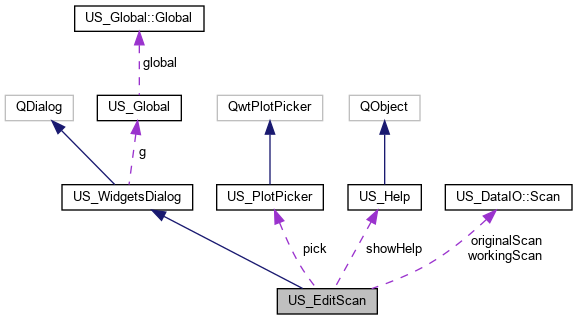 US_Global::Global
global
QDialog
US_Global
QwtPlotPicker
QObject
g
US_WidgetsDialog
US_PlotPicker
US_Help
US_DataIO::Scan
pick
showHelp
originalScan
workingScan
US_EditScan